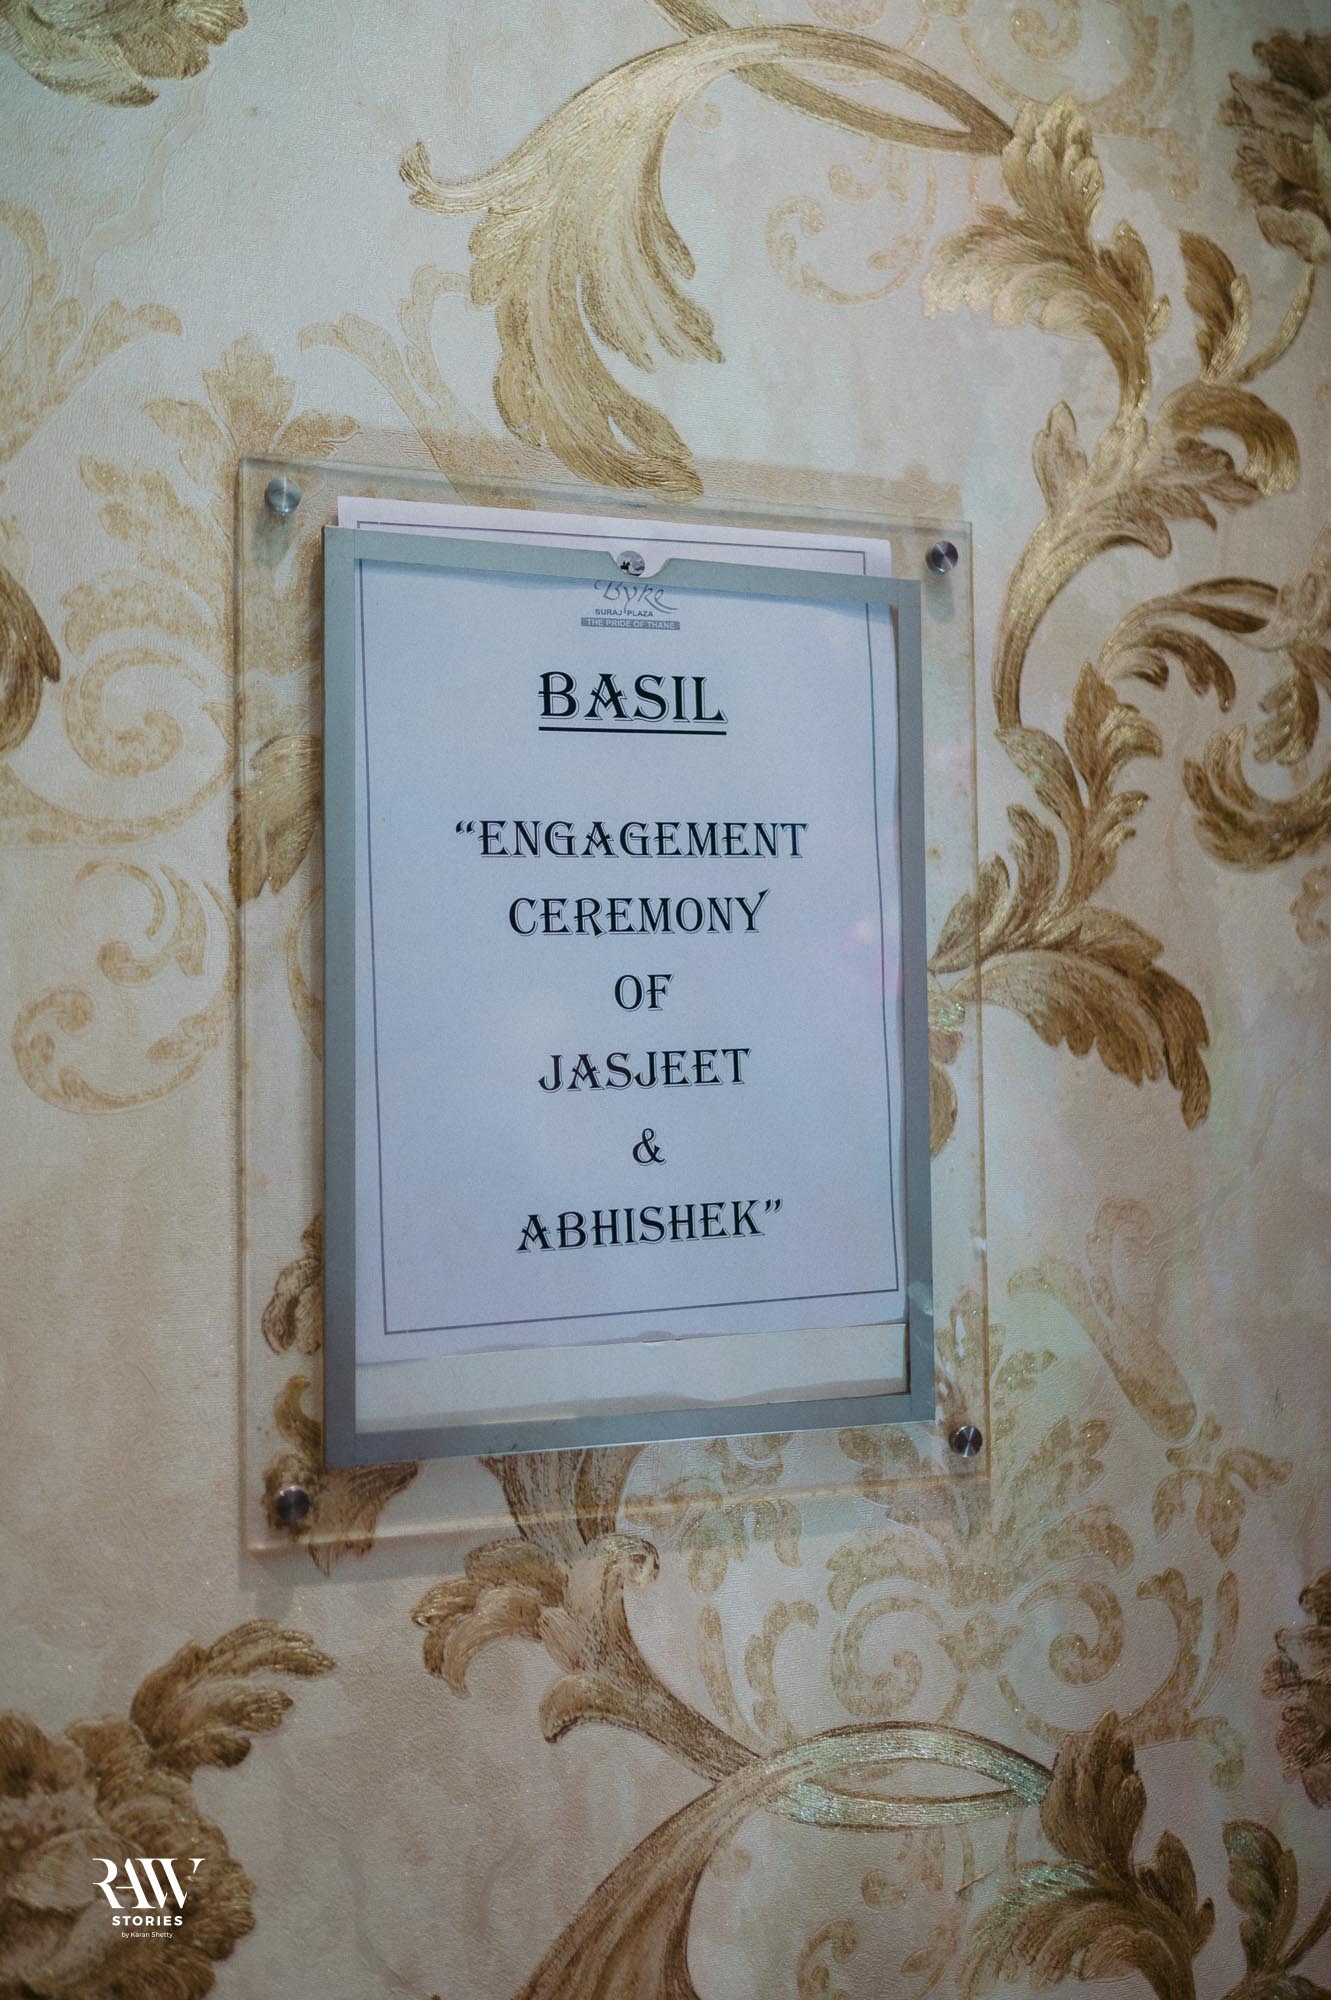 Byke
SURAJ PLAZA
THE PRIDE OF THANE
BASIL
“ENGAGEMENT
CEREMONY
OF
JASJEET
&
ABHISHEK”
RAW
STORIES
by Karan Shetty